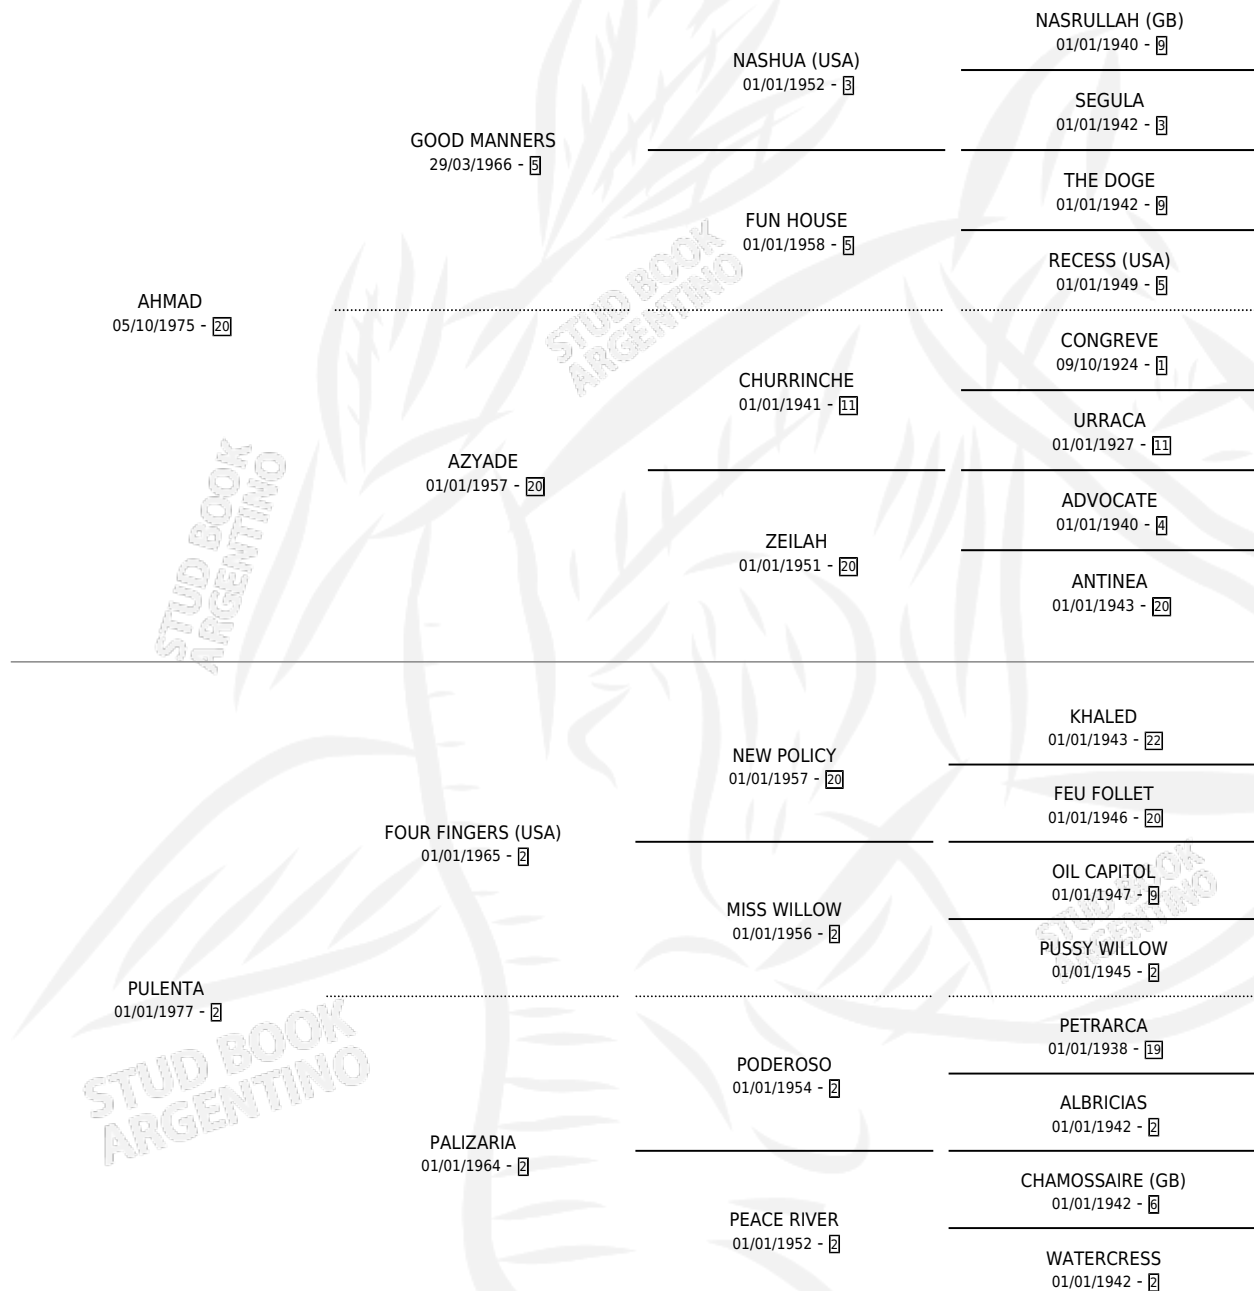 NASRULLAH (GB)
01/01/1940 - 9
NASHUA (USA)
01/01/1952 - 3
SEGULA
01/01/1942 - 3
GOOD MANNERS
29/03/1966 - 5
THE DOGE
01/01/1942 - 9
FUN HOUSE
01/01/1958 - 5
RECESS (USA)
01/01/1949 - 5
AHMAD
05/10/1975 - 20
CONGREVE
09/10/1924 - 1
CHURRINCHE
01/01/1941 - 11
URRACA
01/01/1927 - 11
AZYADE
01/01/1957 - 20
ADVOCATE
01/01/1940 - 4
ZEILAH
01/01/1951 - 20
ANTINEA
01/01/1943 - 20
KHALED
01/01/1943 - 22
NEW POLICY
01/01/1957 - 20
FEU FOLLET
01/01/1946 - 20
FOUR FINGERS (USA)
01/01/1965 - 2
OIL CAPITOL
01/01/1947 - 9
MISS WILLOW
01/01/1956 - 2
PUSSY WILLOW
01/01/1945 - 2
PULENTA
01/01/1977 - 2
PETRARCA
01/01/1938 - 19
PODEROSO
01/01/1954 - 2
ALBRICIAS
01/01/1942 - 2
PALIZARIA
01/01/1964 - 2
CHAMOSSAIRE (GB)
01/01/1942 - 6
PEACE RIVER
01/01/1952 - 2
WATERCRESS
01/01/1942 - 2
STUD BOOK
ARGENTINO
STUD BOOK
ARGENTINO
STUD BOOK
ARGENTINO
STUD BOOK
ARGENTINO